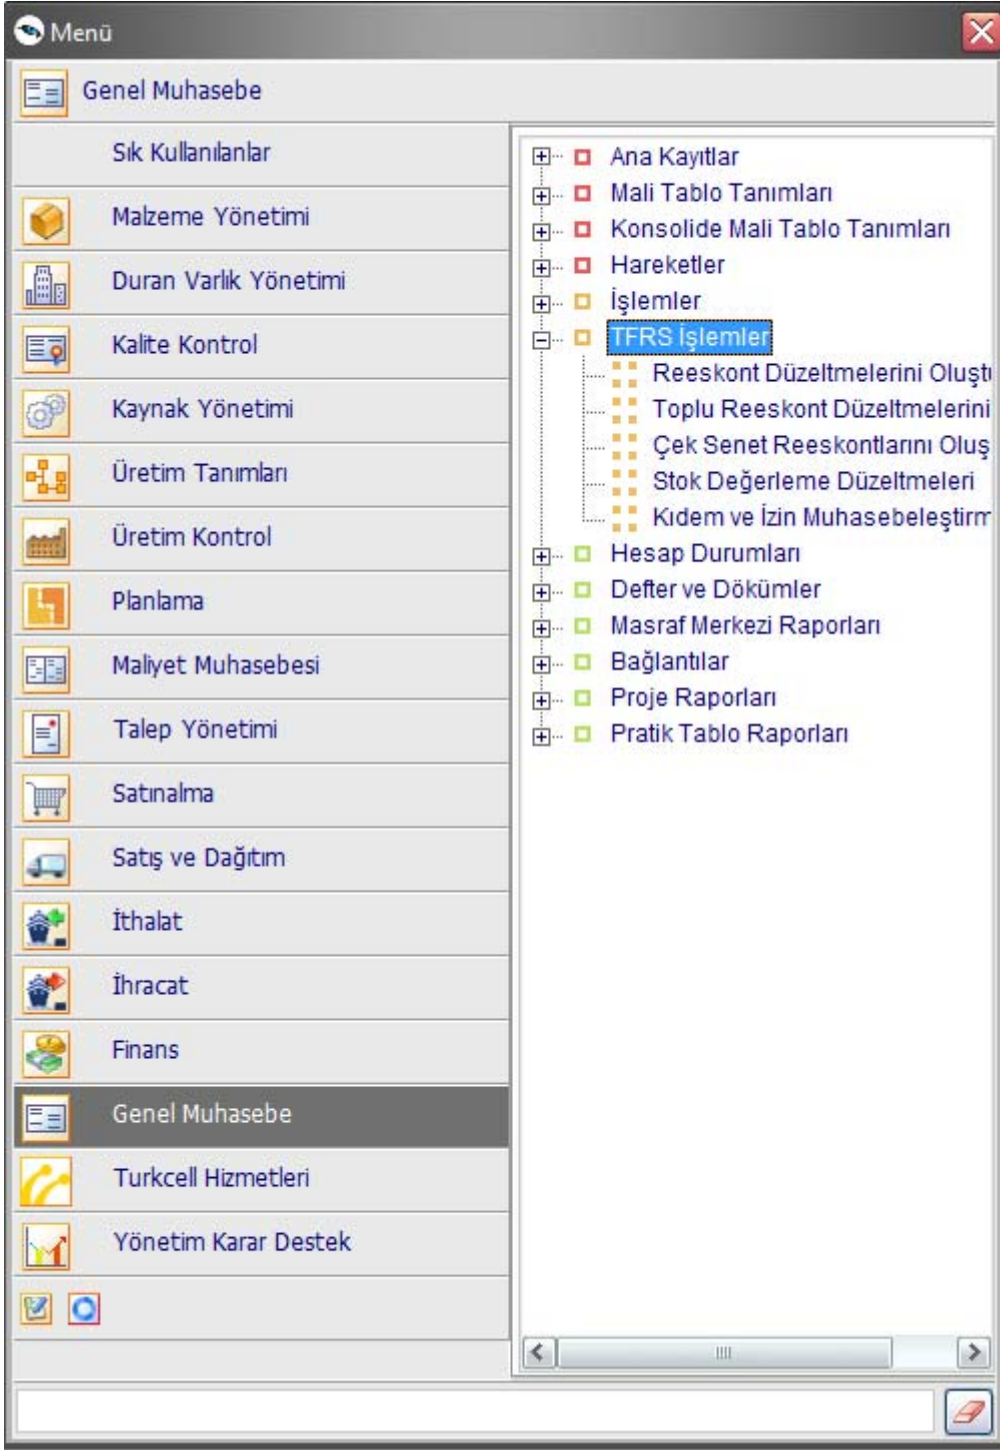 Menü
Genel Muhasebe
Sık Kullanılanlar
Malzeme Yönetimi
Duran Varlık Yönetimi
Kalite Kontrol
Kaynak Yönetimi
Üretim Tanımları
Üretim Kontrol
Planlama
Maliyet Muhasebesi
Talep Yönetimi
Satınalma
Satış ve Dağıtım
İthalat
İhracat
Finans
Genel Muhasebe
Turkcell Hizmetleri
Yönetim Karar Destek
Ana Kayıtlar
Mali Tablo Tanımları
Konsolide Mali Tablo Tanımları
Hareketler
İşlemler
TFRS İşlemler
Reeskont Düzeltmelerini Oluştu
Toplu Reeskont Düzeltmelerini
Çek Senet Reeskontlarını Oluş
Stok Değerleme Düzeltmeleri
Kıdem ve İzin Muhasebeleştirm
Hesap Durumları
Defter ve Dökümler
Masraf Merkezi Raporları
Bağlantılar
Proje Raporları
Pratik Tablo Raporları